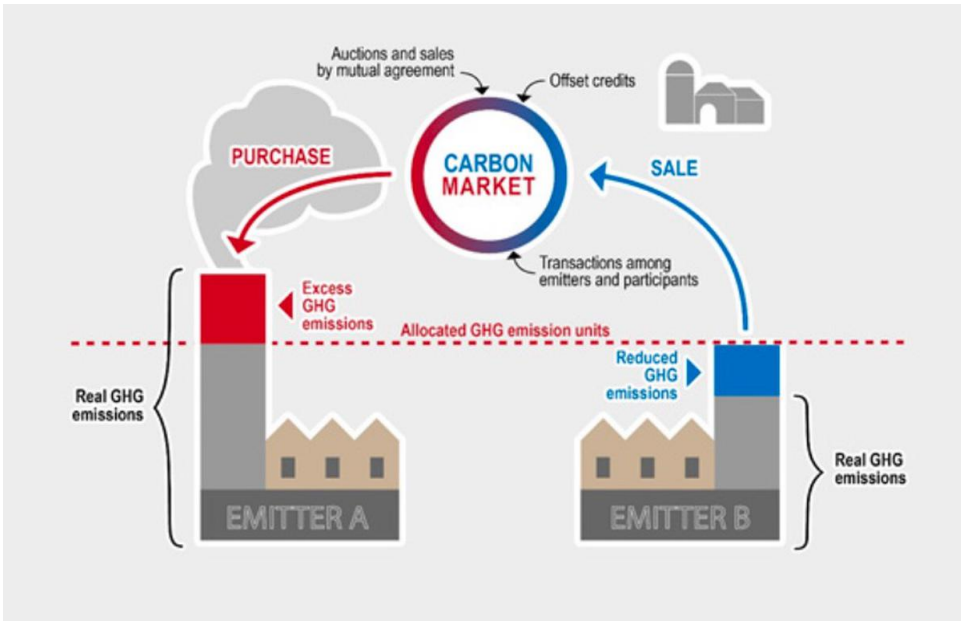 Auctions and sales
by mutual agreement
Offset credits
PURCHASE
CARBON
MARKET
SALE
Transactions among
emitters and participants
Excess
GHG
emissions
Allocated GHG emission units
Reduced
GHG
emissions
Real GHG
emissions
Real GHG
emissions
EMITTER A
EMITTER B